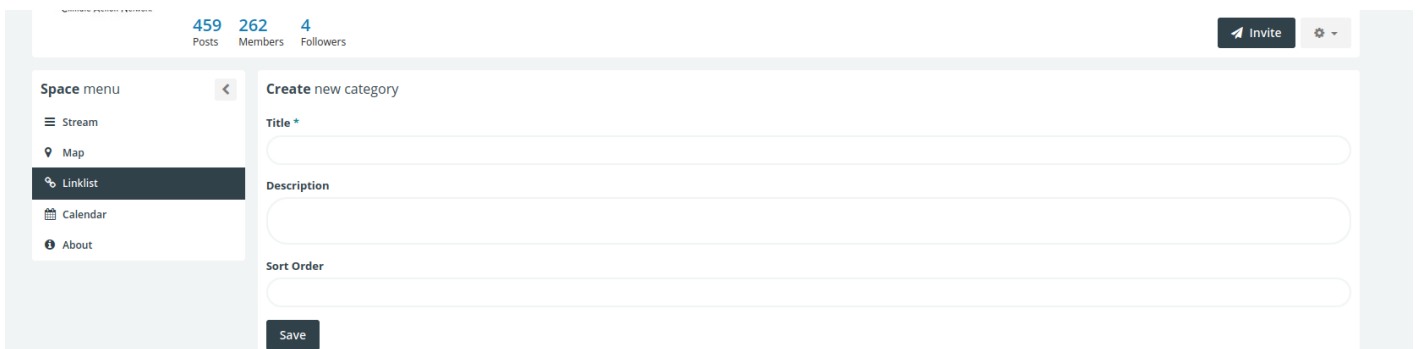 459 262 4
Posts Members Followers
Invite
Space menu
Stream
Map
Linklist
Calendar
About
Create new category
Title *
Description
Sort Order
Save